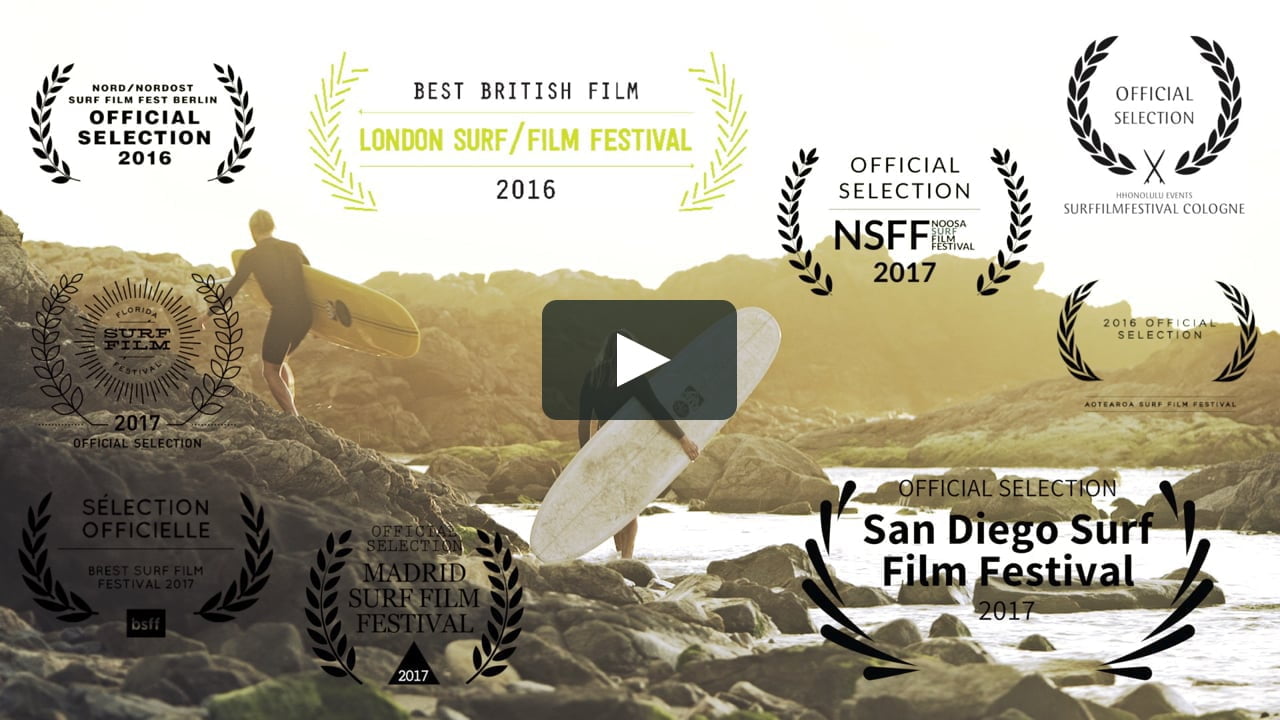 NORD/NORDOST
SURF FILM FEST BERLIN
OFFICIAL
SELECTION
2016
BEST BRITISH FILM
LONDON SURF/FILM FESTIVAL
2016
OFFICIAL
SELECTION
HHONOLULU EVENTS
SURFFILMFESTIVAL COLOGNE
OFFICIAL
SELECTION
NSFF
NOOSA
SURF
FILM
FESTIVAL
2017
FLORIDA
SURF
FILM
FESTIVAL
2017
OFFICIAL SELECTION
2016 OFFICIAL
SELECTION
AOTEAROA SURF FILM FESTIVAL
SÉLECTION
OFFICIELLE
BREST SURF FILM
FESTIVAL 2017
bsff
OFFICIAL
SELECTION
MADRID
SURF FILM
FESTIVAL
2017
OFFICIAL SELECTION
San Diego Surf
Film Festival
2017